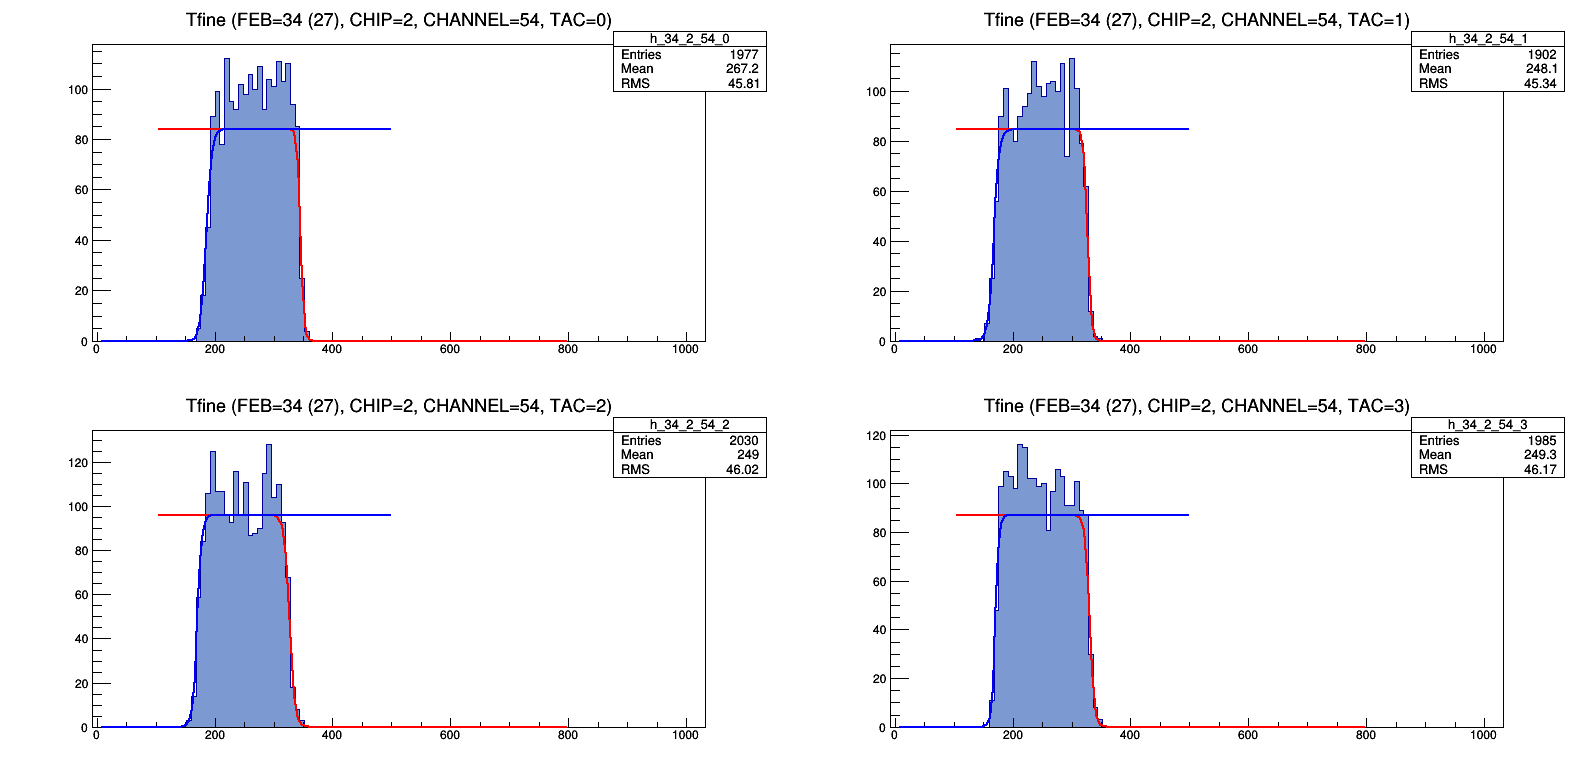 Tfine (FEB=34 (27), CHIP=2, CHANNEL=54, TAC=0)
h_34_2_54_0
Entries 1977
Mean 267.2
RMS 45.81
100
80
60
40
20
0
0 200 400 600 800 1000
Tfine (FEB=34 (27), CHIP=2, CHANNEL=54, TAC=1)
h_34_2_54_1
Entries 1902
Mean 248.1
RMS 45.34
100
80
60
40
20
0
0 200 400 600 800 1000
Tfine (FEB=34 (27), CHIP=2, CHANNEL=54, TAC=2)
h_34_2_54_2
Entries 2030
Mean 249
RMS 46.02
120
100
80
60
40
20
0
0 200 400 600 800 1000
Tfine (FEB=34 (27), CHIP=2, CHANNEL=54, TAC=3)
h_34_2_54_3
Entries 1985
Mean 249.3
RMS 46.17
120
100
80
60
40
20
0
0 200 400 600 800 1000